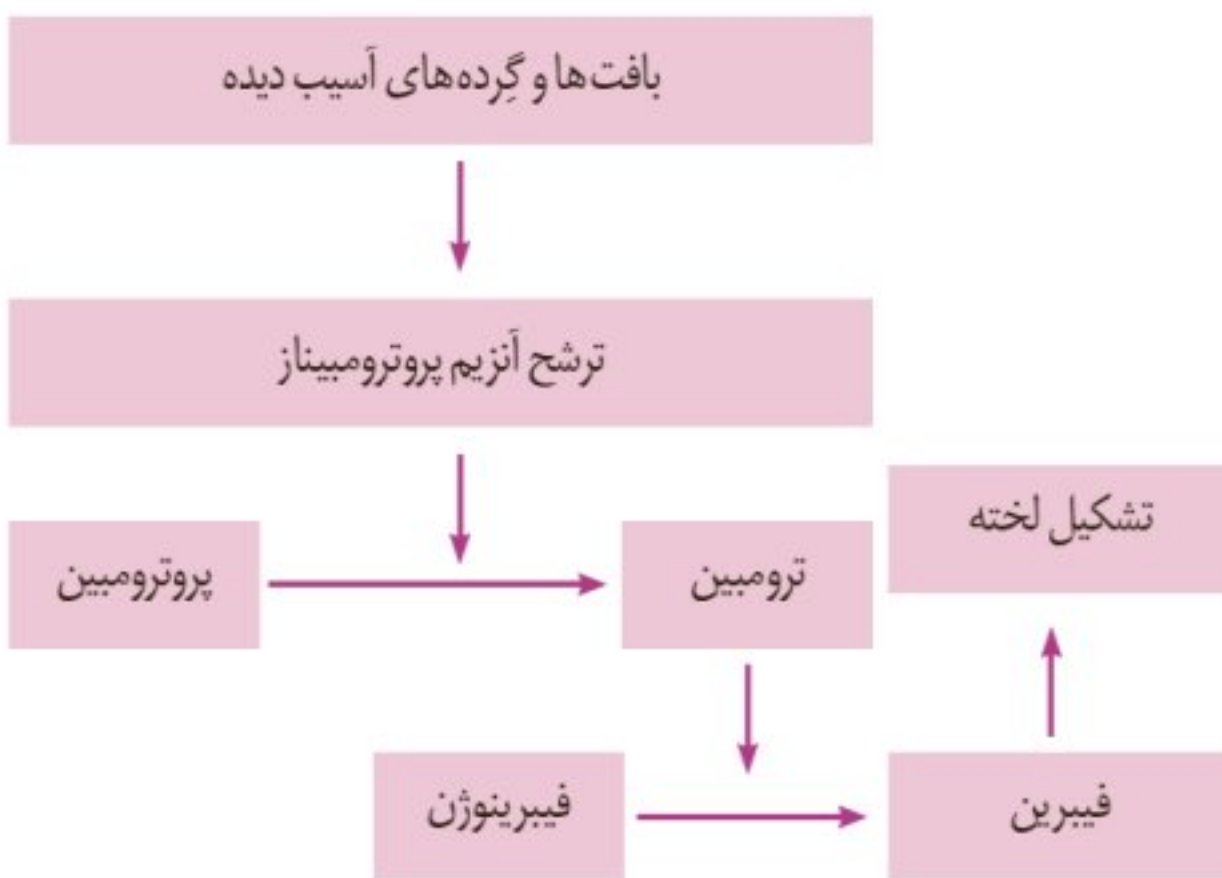 بافت‌ها و گِرده‌های آسیب دیده
ترشح آنزیم پروترومبیناز
پروترومبین
ترومبین
تشکیل لخته
فیبرینوژن
فیبرین